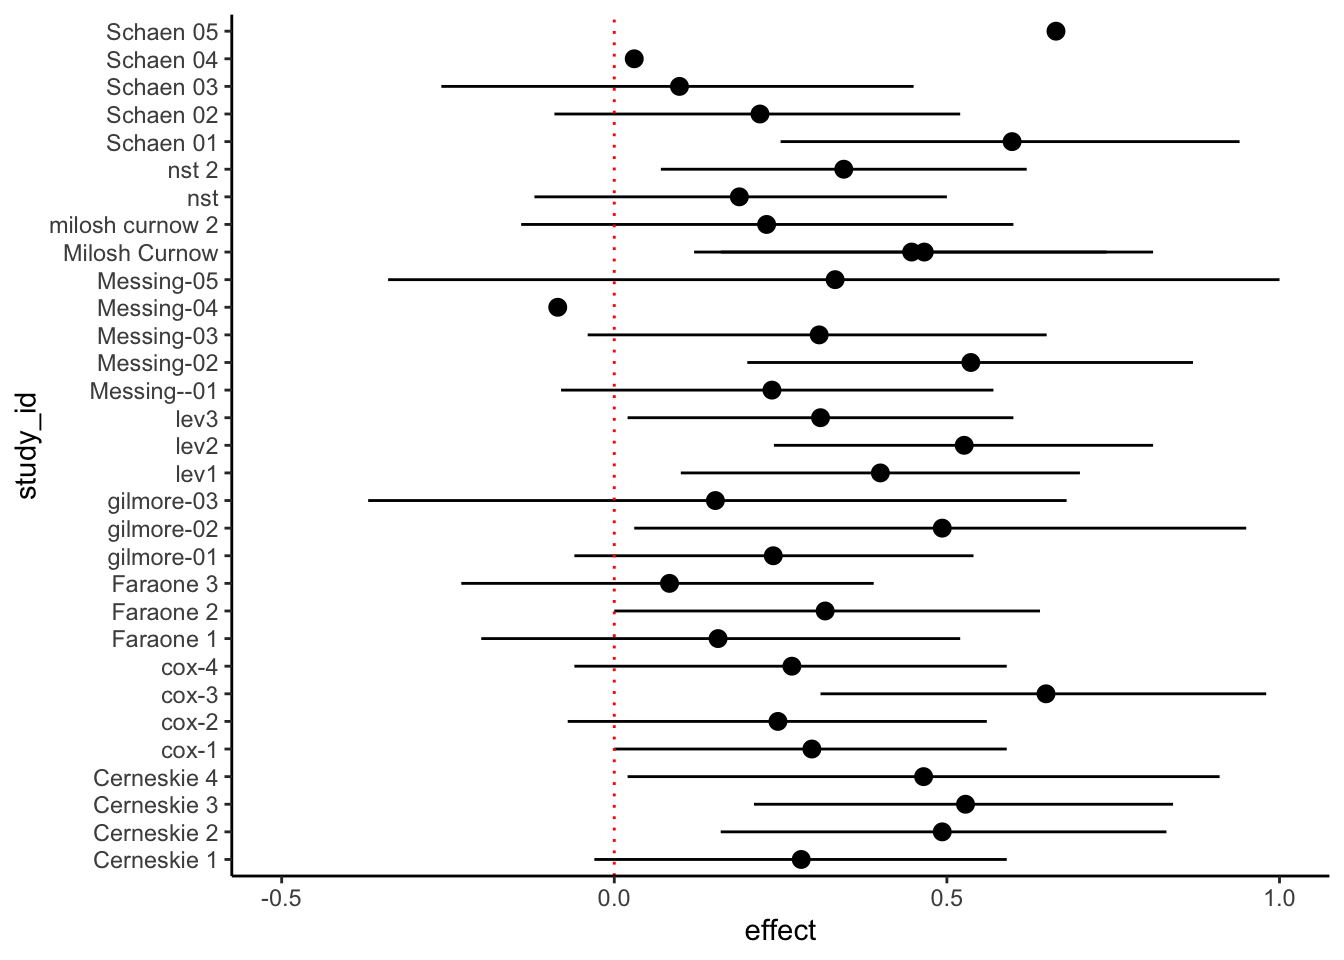 Schaen 05
Schaen 04
Schaen 03
Schaen 02
Schaen 01
nst 2
nst
milosh curnow 2
Milosh Curnow
Messing-05
Messing-04
Messing-03
Messing-02
Messing--01
lev3
lev2
lev1
gilmore-03
gilmore-02
gilmore-01
Faraone 3
Faraone 2
Faraone 1
cox-4
cox-3
cox-2
cox-1
Cerneskie 4
Cerneskie 3
Cerneskie 2
Cerneskie 1
study_id
-0.5 0.0 0.5 1.0
effect